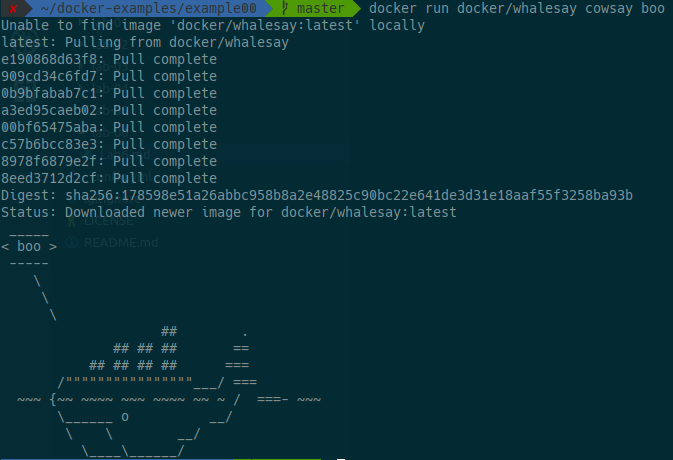 ✘ ~/docker-examples/example00 master docker run docker/whalesay cowsay boo
Unable to find image 'docker/whalesay:latest' locally
latest: Pulling from docker/whalesay
e190868d63f8: Pull complete
909cd34c6fd7: Pull complete
0b9bfabab7c1: Pull complete
a3ed95caeb02: Pull complete
00bf65475aba: Pull complete
c57b6bcc83e3: Pull complete
8978f6879e2f: Pull complete
8eed3712d2cf: Pull complete
Digest: sha256:178598e51a26abbc958b8a2e48825c90bc22e641de3d31e18aaf55f3258ba93b
Status: Downloaded newer image for docker/whalesay:latest
LICENSE
 _____
< boo >
README.md
 -----
    \
     \
      \
                    ##        .
              ## ## ##       ==
           ## ## ## ##      ===
       /""""""""""""""""___/ ===
  ~~~ {~~ ~~~~ ~~~ ~~~~ ~~ ~ /  ===- ~~~
       \______ o          __/
        \    \        __/
          \____\______/